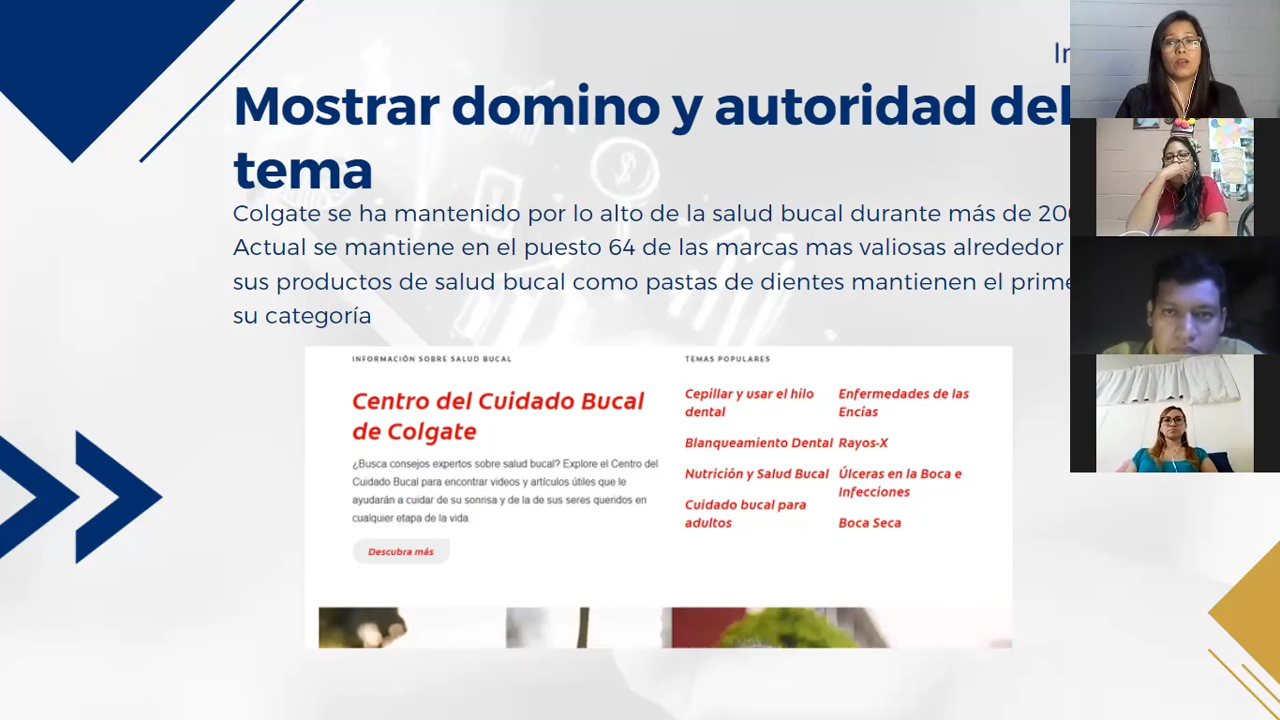 Mostrar domino y autoridad del
tema
Colgate se ha mantenido por lo alto de la salud bucal durante más de
Actual se mantiene en el puesto 64 de las marcas mas valiosas alrededor
sus productos de salud bucal como pastas de dientes mantienen el
su categoría
INFORMACIÓN SOBRE SALUD BUCAL
Centro del Cuidado Bucal
de Colgate
¿Busca consejos expertos sobre salud bucal? Explore el Centro del
Cuidado Bucal para encontrar videos y artículos útiles que le
ayudarán a cuidar de su sonrisa y de la de sus seres queridos en
cualquier etapa de la vida.
Descubra más
TEMAS POPULARES
Cepillar y usar el hilo
dental
Blanqueamiento Dental
Nutrición y Salud Bucal
Cuidado bucal para
adultos
Enfermedades de las
Encías
Rayos-X
Úlceras en la Boca e
Infecciones
Boca Seca